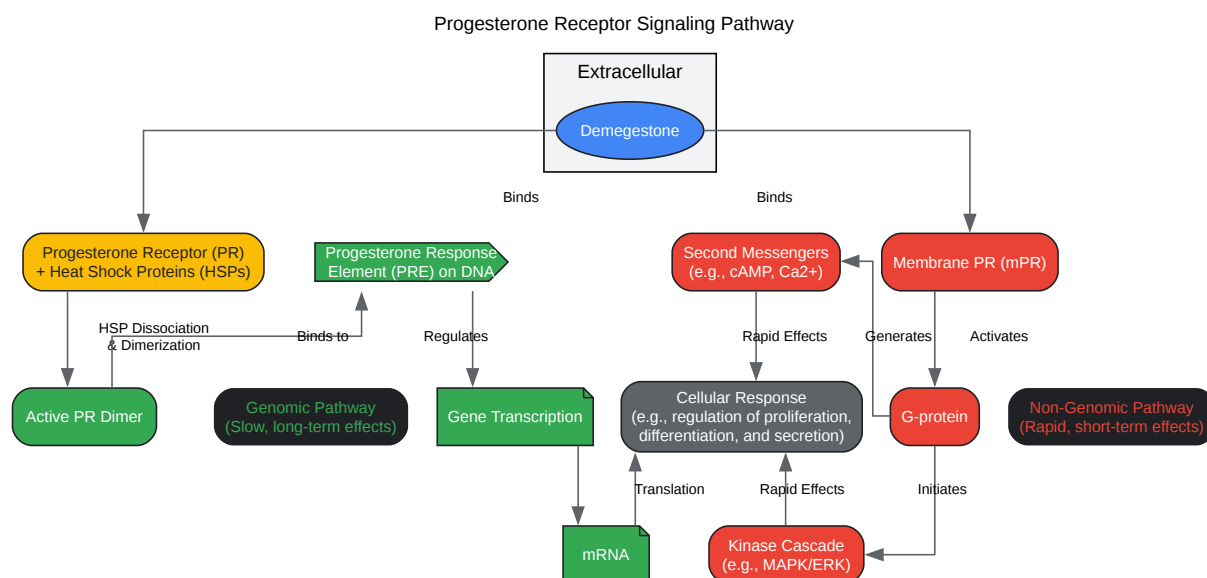 Progesterone Receptor Signaling Pathway
Extracellular
Demegestone
Binds
Binds
Progesterone Receptor (PR)
+ Heat Shock Proteins (HSPs)
Progesterone Response
Element (PRE) on DNA
Second Messengers
(e.g., cAMP, Ca2+)
Membrane PR (mPR)
HSP Dissociation
& Dimerization
Binds to
Regulates
Rapid Effects
Generates
Activates
Active PR Dimer
Genomic Pathway
(Slow, long-term effects)
Gene Transcription
Cellular Response
(e.g., regulation of proliferation,
differentiation, and secretion)
G-protein
Non-Genomic Pathway
(Rapid, short-term effects)
Translation
Rapid Effects
Initiates
mRNA
Kinase Cascade
(e.g., MAPK/ERK)